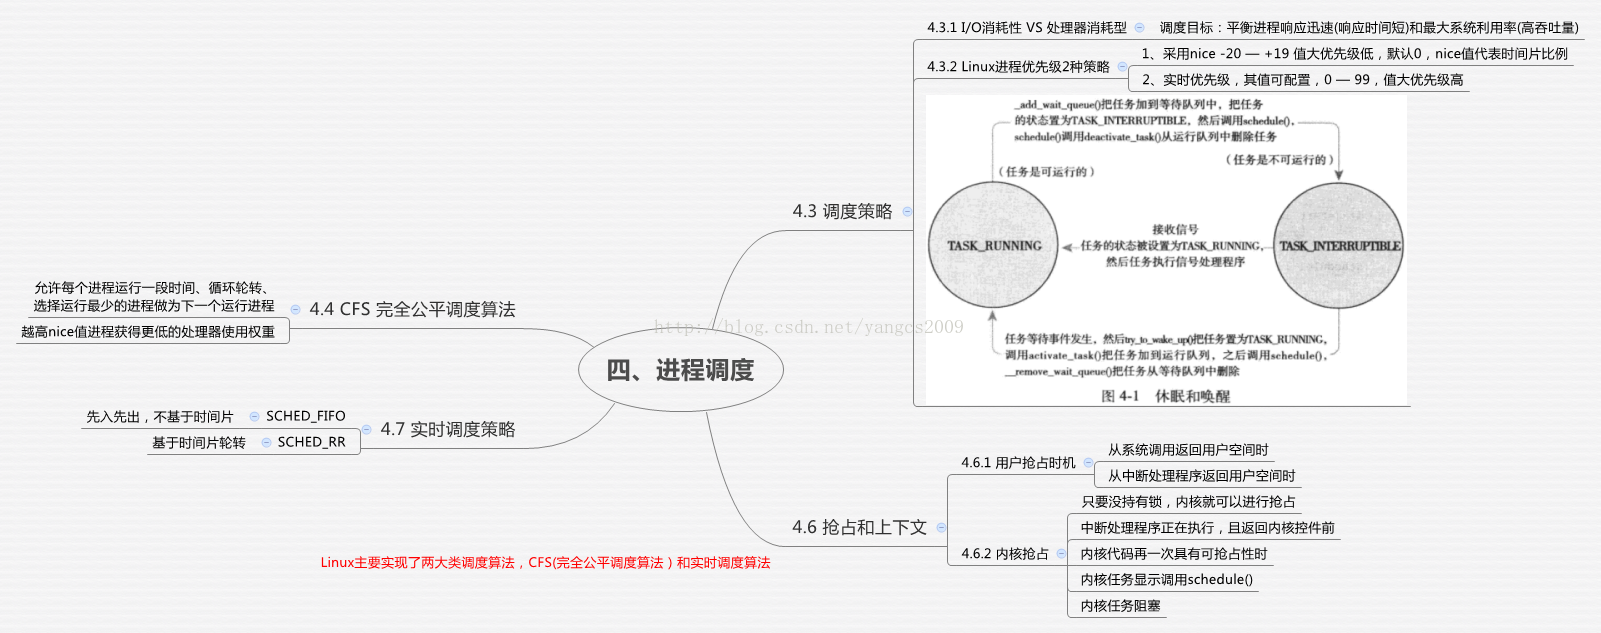 四、进程调度
4.3 调度策略
4.3.1 I/O消耗性 VS 处理器消耗型
调度目标：平衡进程响应迅速(响应时间短)和最大系统利用率(高吞吐量)
4.3.2 Linux进程优先级2种策略
1、采用nice -20 — +19 值大优先级低，默认0，nice值代表时间片比例
2、实时优先级，其值可配置，0 — 99，值大优先级高
_add_wait_queue()把任务加到等待队列中，把任务
的状态置为TASK_INTERRUPTIBLE，然后调用schedule()，
schedule()调用deactivate_task()从运行队列中删除任务
（任务是可运行的）
（任务是不可运行的）
TASK_RUNNING
接收信号
任务的状态被设置为TASK_RUNNING，
然后任务执行信号处理程序
TASK_INTERRUPTIBLE
任务等待事件发生，然后try_to_wake_up()把任务置为TASK_RUNNING，
调用activate_task()把任务加到运行队列，之后调用schedule()，
__remove_wait_queue()把任务从等待队列中删除
图 4-1 休眠和唤醒
4.4 CFS 完全公平调度算法
允许每个进程运行一段时间、循环轮转、
选择运行最少的进程做为下一个运行进程
越高nice值进程获得更低的处理器使用权重
http://blog.csdn.net/yangcs2009
4.7 实时调度策略
SCHED_FIFO
先入先出，不基于时间片
SCHED_RR
基于时间片轮转
4.6 抢占和上下文
4.6.1 用户抢占时机
从系统调用返回用户空间时
从中断处理程序返回用户空间时
4.6.2 内核抢占
只要没持有锁，内核就可以进行抢占
中断处理程序正在执行，且返回内核控件前
内核代码再一次具有可抢占性时
内核任务显示调用schedule()
内核任务阻塞
Linux主要实现了两大类调度算法，CFS(完全公平调度算法）和实时调度算法